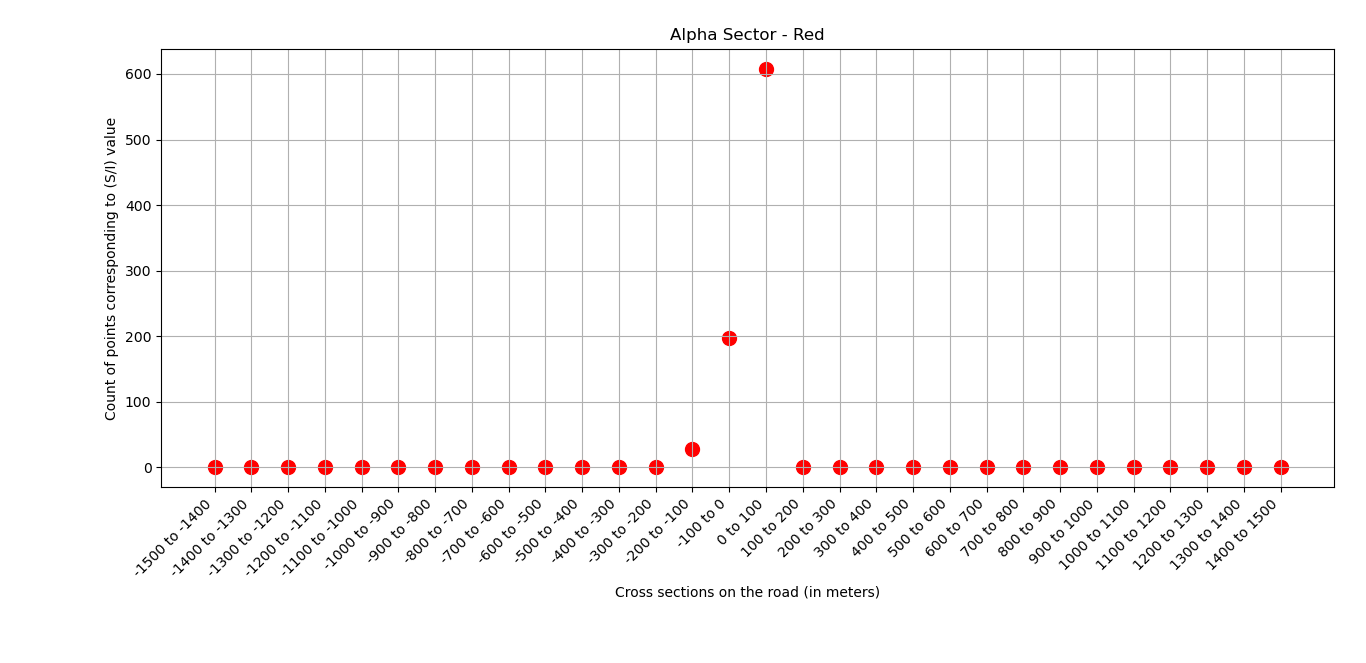 Alpha Sector - Red
Count of points corresponding to (S/I) value
600
500
400
300
200
100
0
-1500 to -1400
-1400 to -1300
-1300 to -1200
-1200 to -1100
-1100 to -1000
-1000 to -900
-900 to -800
-800 to -700
-700 to -600
-600 to -500
-500 to -400
-400 to -300
-300 to -200
-200 to -100
-100 to 0
0 to 100
100 to 200
200 to 300
300 to 400
400 to 500
500 to 600
600 to 700
700 to 800
800 to 900
900 to 1000
1000 to 1100
1100 to 1200
1200 to 1300
1300 to 1400
1400 to 1500
Cross sections on the road (in meters)